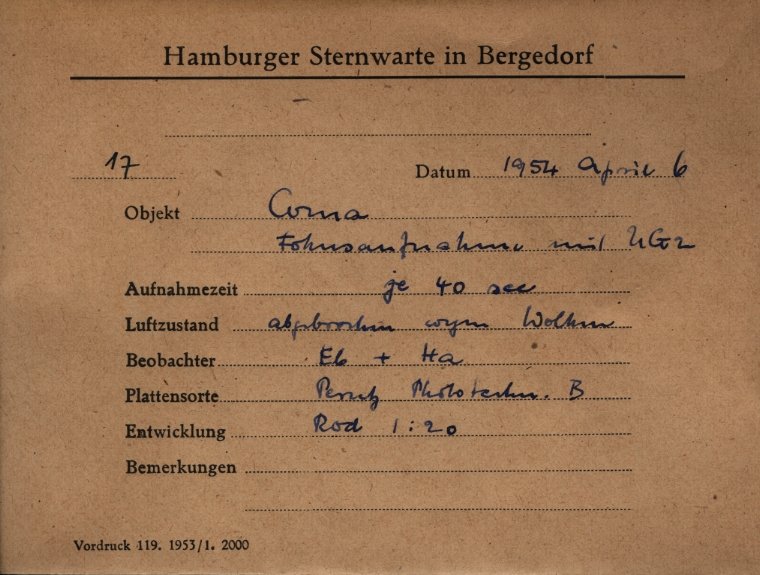 Hamburger Sternwarte in Bergedorf
17 Datum 1954 April 6
Objekt Coma
Fokusaufnahme mit UG2
Aufnahmezeit je 40 sec
Luftzustand abgebrochen wegen Wolken
Beobachter Eb + Ha
Plattensorte Perutz Phototechn. B
Entwicklung Rod 1:20
Bemerkungen
Vordruck 119. 1953/1. 2000